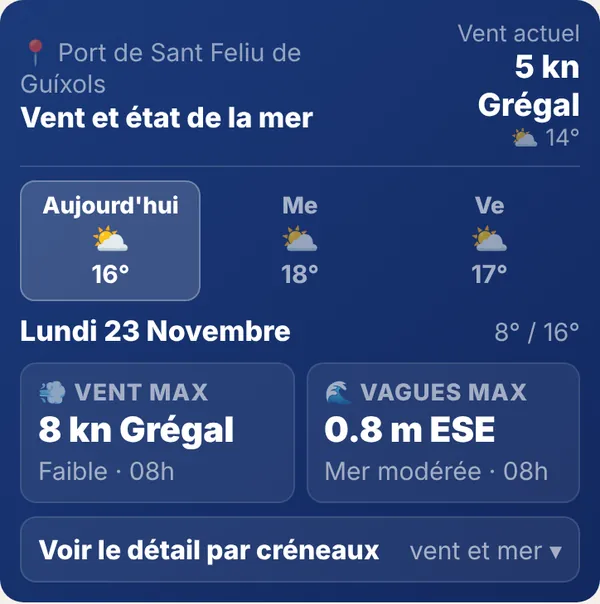 📍 Port de Sant Feliu de
Guíxols
Vent et état de la mer
Vent actuel
5 kn
Grégal
⛅ 14°
Aujourd'hui
16°
Me
18°
Ve
17°
Lundi 23 Novembre
8° / 16°
💨 VENT MAX
8 kn Grégal
Faible · 08h
🌊 VAGUES MAX
0.8 m ESE
Mer modérée · 08h
Voir le détail par créneaux
vent et mer ▾